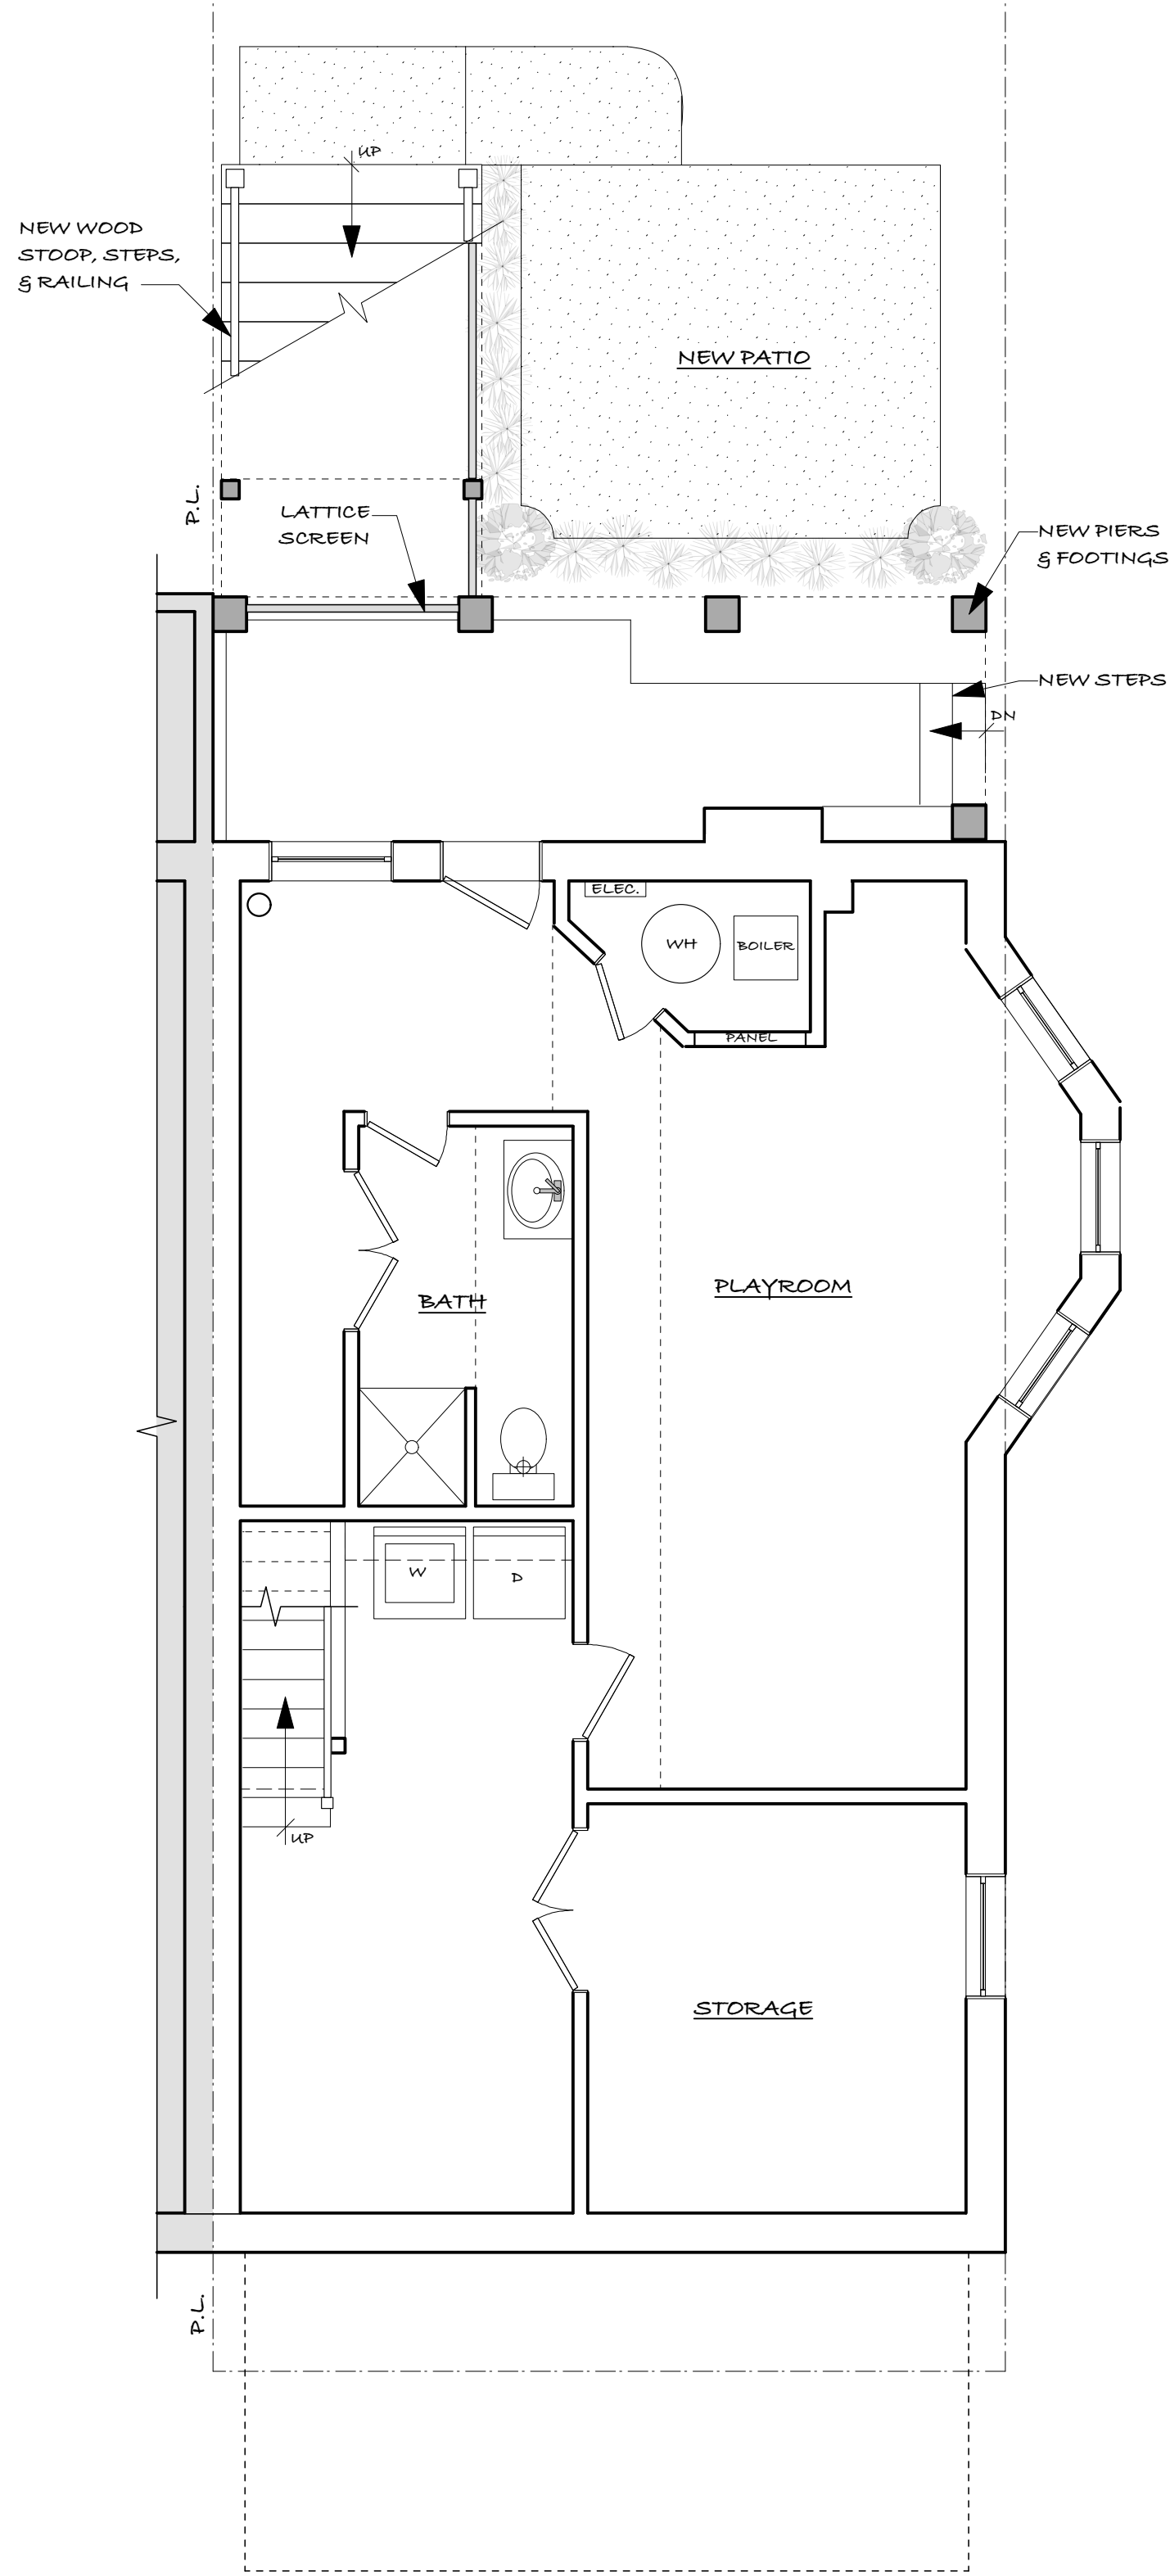 UP
NEW WOOD
STOOP, STEPS,
& RAILING
NEW PATIO
P.L.
LATTICE
SCREEN
NEW PIERS
& FOOTINGS
NEW STEPS
DN
ELEC.
WH
BOILER
PANEL
BATH
PLAYROOM
W
D
UP
STORAGE
P.L.